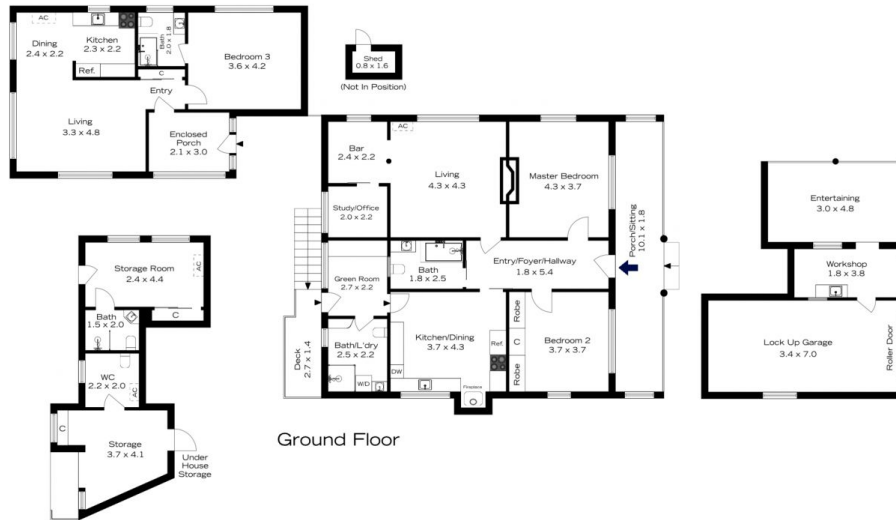 AC
Dining
2.4 x 2.2
Kitchen
2.3 x 2.2
Ref.
Bath
2.0 x 1.8
Bedroom 3
3.6 x 4.2
C
Entry
Living
3.3 x 4.8
Enclosed
Porch
2.1 x 3.0
Shed
0.8 x 1.6
(Not In Position)
Bar
2.4 x 2.2
AC
Living
4.3 x 4.3
Master Bedroom
4.3 x 3.7
Study/Office
2.0 x 2.2
Porch/Sitting
10.1 x 1.8
Green Room
2.7 x 2.2
Bath
1.8 x 2.5
Entry/Foyer/Hallway
1.8 x 5.4
Deck
2.7 x 1.4
Bath/L'dry
2.5 x 2.2
W/D
DW
Kitchen/Dining
3.7 x 4.3
Ref.
Fireplace
Robe
C
Robe
Bedroom 2
3.7 x 3.7
Storage Room
2.4 x 4.4
AC
C
Bath
1.5 x 2.0
WC
2.2 x 2.0
AC
C
Storage
3.7 x 4.1
Under
House
Storage
Entertaining
3.0 x 4.8
Workshop
1.8 x 3.8
Lock Up Garage
3.4 x 7.0
Roller Door
Ground Floor